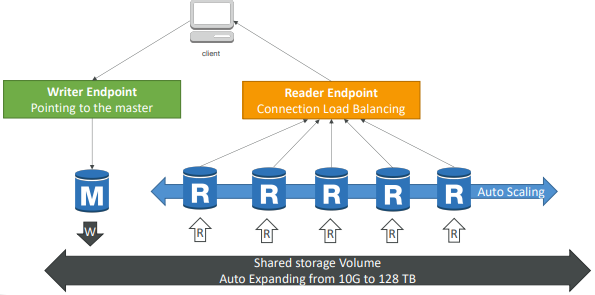 client
Writer Endpoint
Pointing to the master
Reader Endpoint
Connection Load Balancing
M
R
R
R
R
R
Auto Scaling
W
R
R
R
R
R
Shared storage Volume
Auto Expanding from 10G to 128 TB